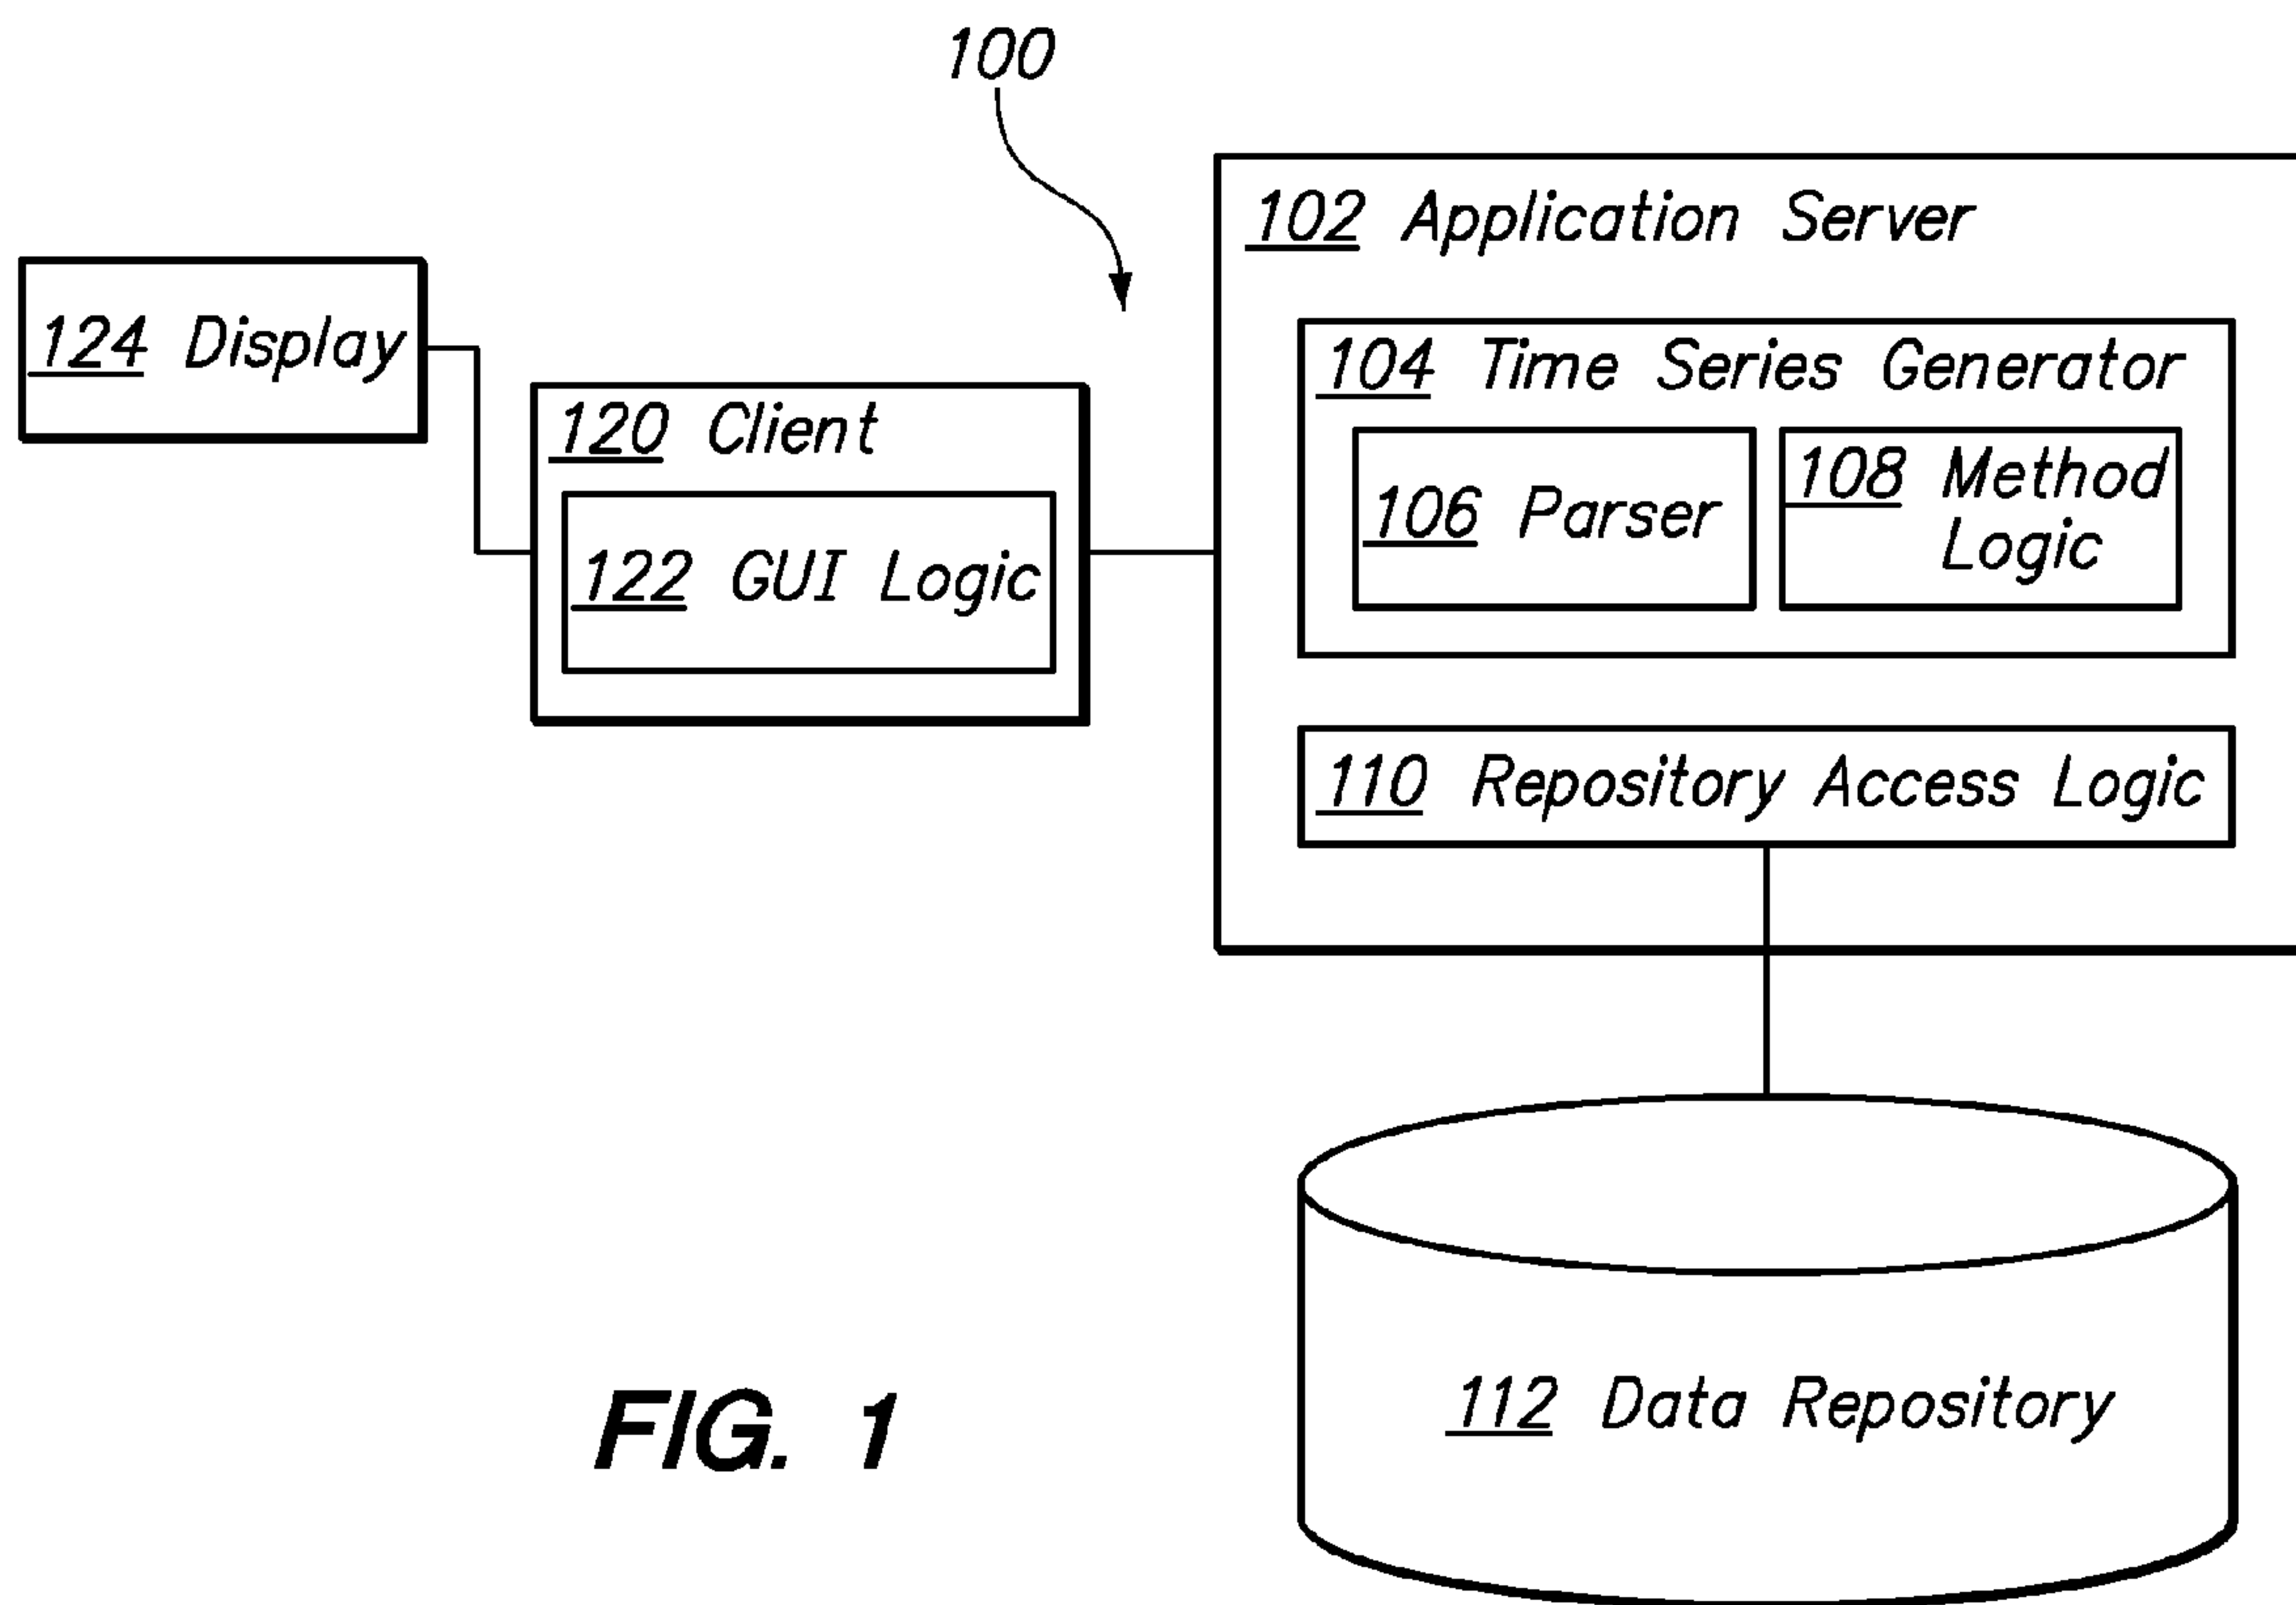 100
102 Application Server
124 Display
104 Time Series Generator
120 Client
106 Parser
108 Method
Logic
122 GUI Logic
110 Repository Access Logic
112 Data Repository
FIG. 1